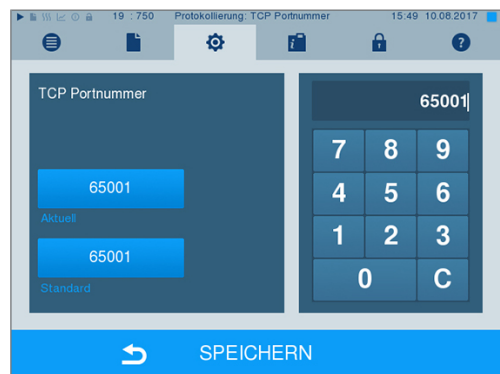 19 : 750 Protokollierung: TCP Portnummer 15:49 10.08.2017
TCP Portnummer
65001
7 8 9
65001
4 5 6
Aktuell
1 2 3
65001
0 C
Standard
SPEICHERN